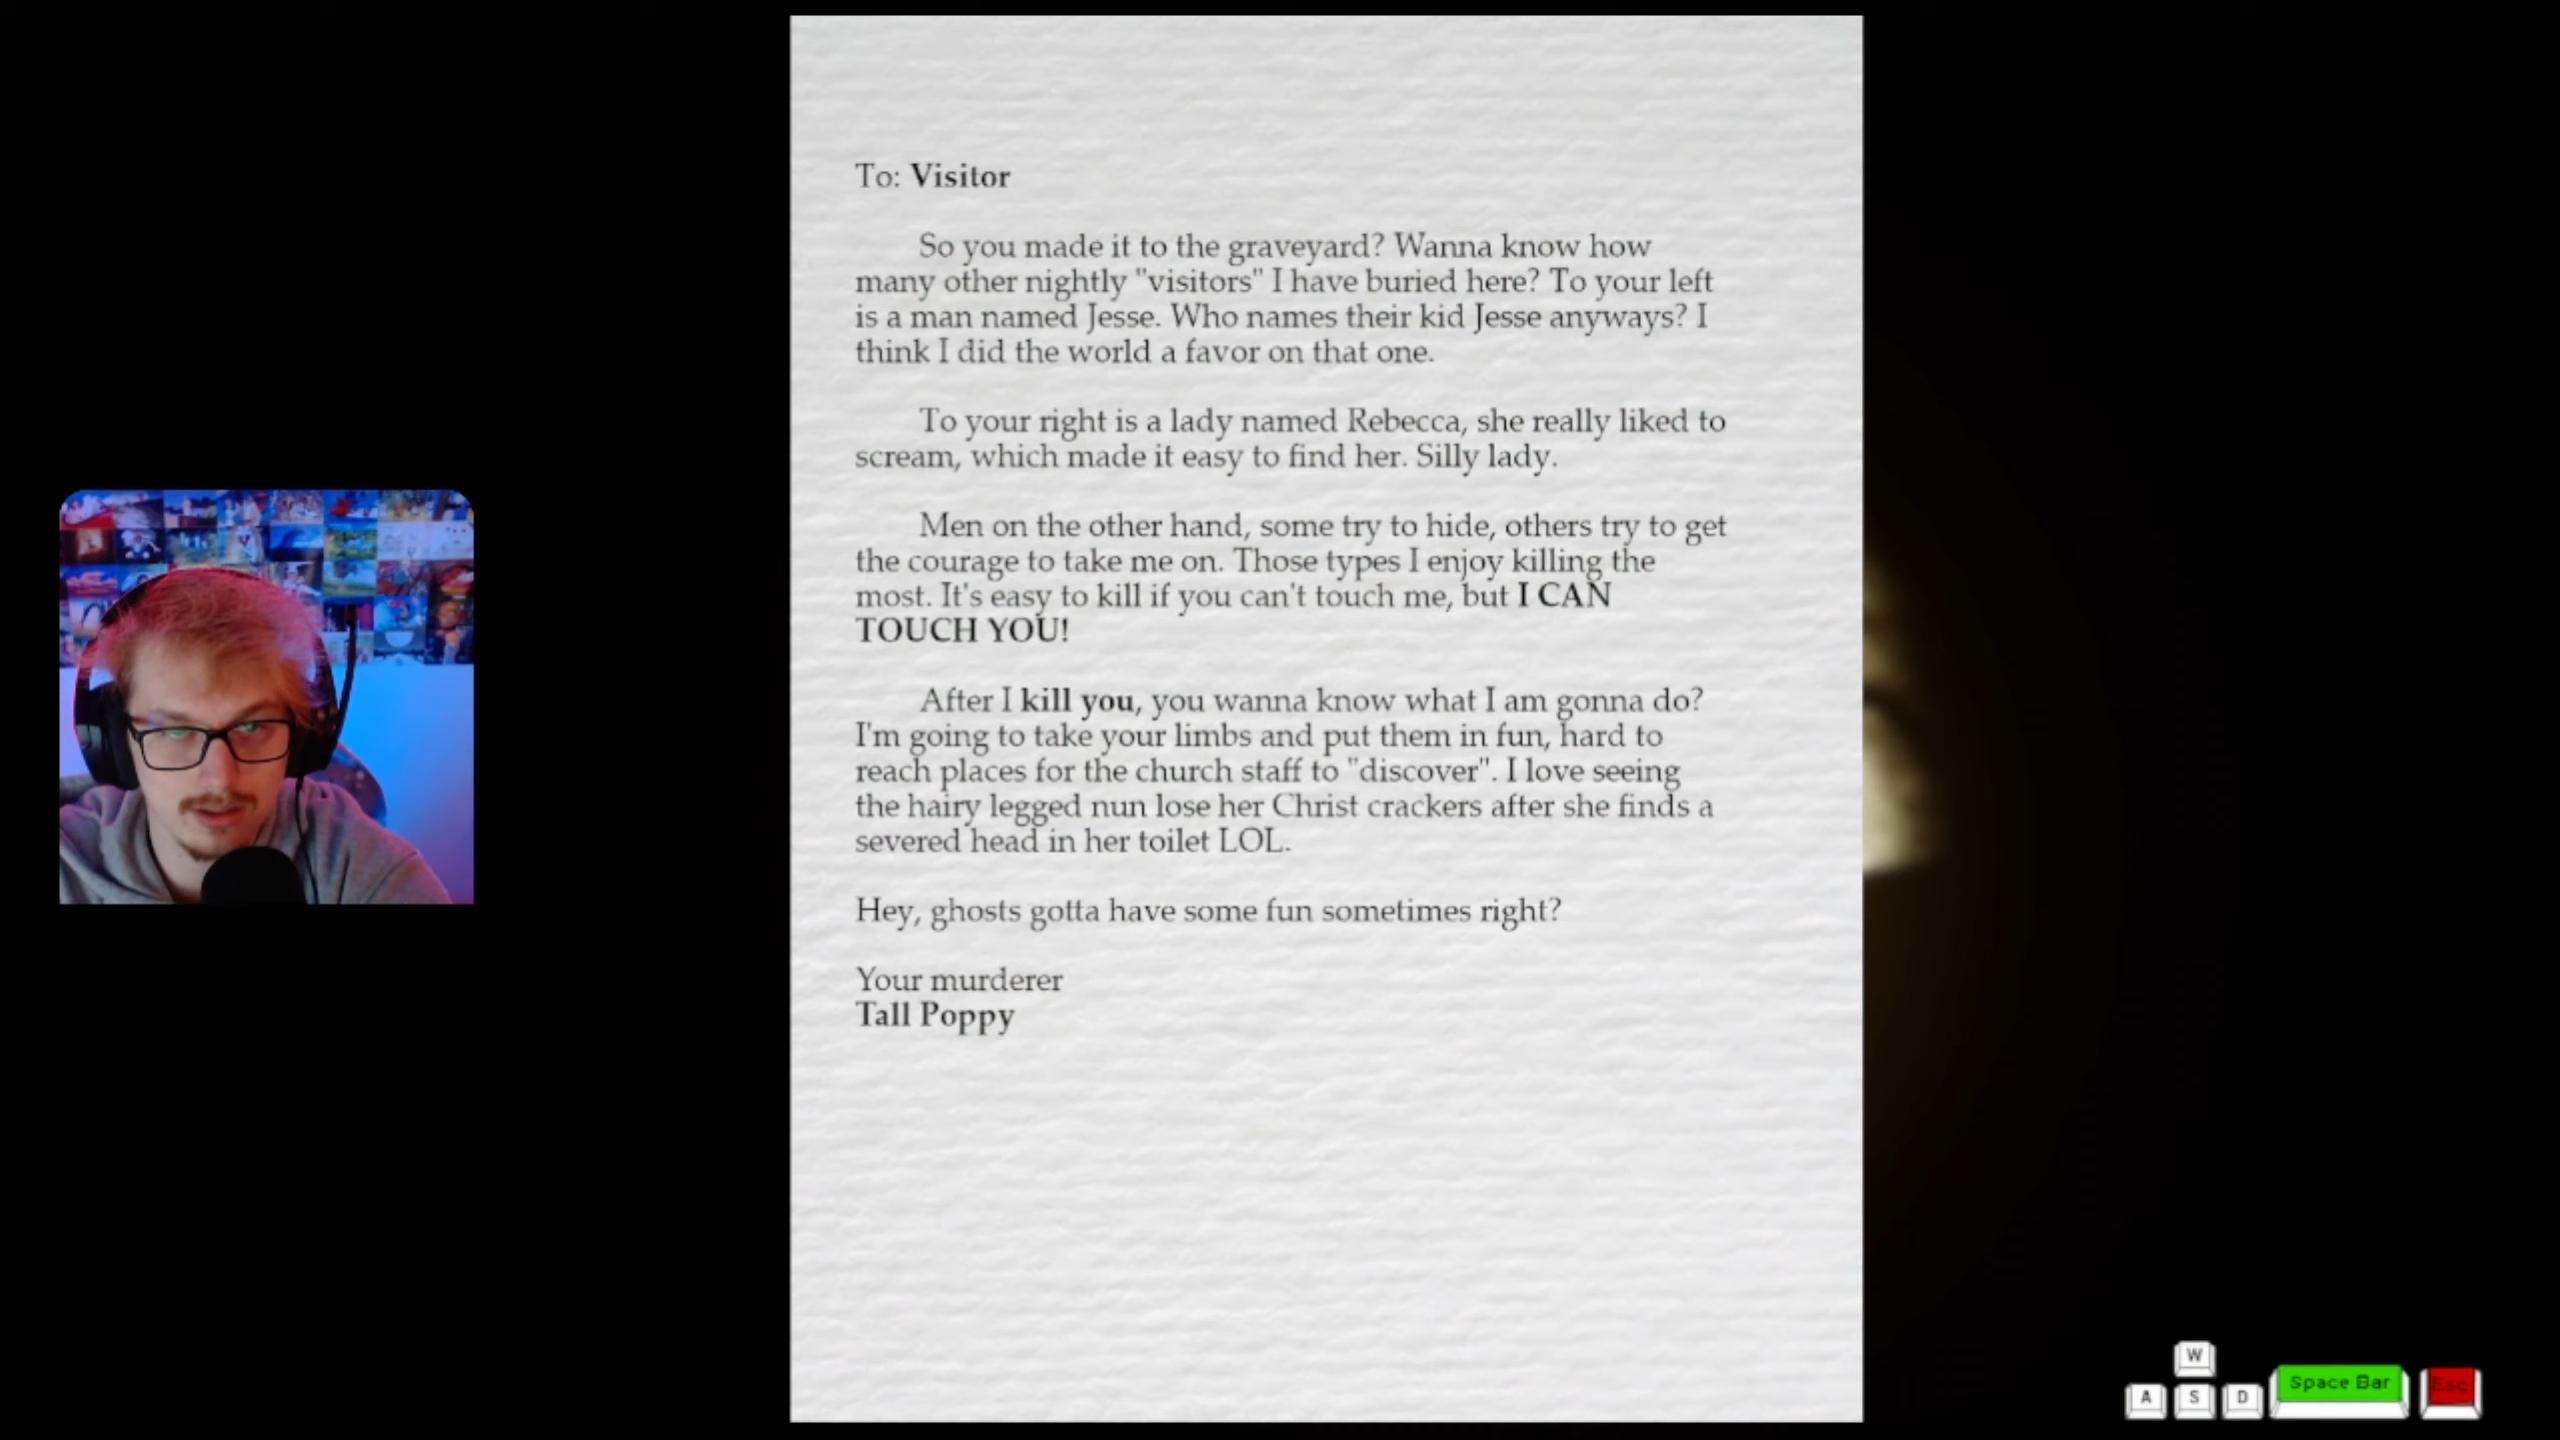 To: Visitor
So you made it to the graveyard? Wanna know how
many other nightly "visitors" I have buried here? To your left
is a man named Jesse. Who names their kid Jesse anyways? I
think I did the world a favor on that one.
To your right is a lady named Rebecca, she really liked to
scream, which made it easy to find her. Silly lady.
Men on the other hand, some try to hide, others try to get
the courage to take me on. Those types I enjoy killing the
most. It's easy to kill if you can't touch me, but I CAN
TOUCH YOU!
After I kill you, you wanna know what I am gonna do?
I'm going to take your limbs and put them in fun, hard to
reach places for the church staff to "discover". I love seeing
the hairy legged nun lose her Christ crackers after she finds a
severed head in her toilet LOL.
Hey, ghosts gotta have some fun sometimes right?
Your murderer
Tall Poppy
W
A S D Space Bar Esc